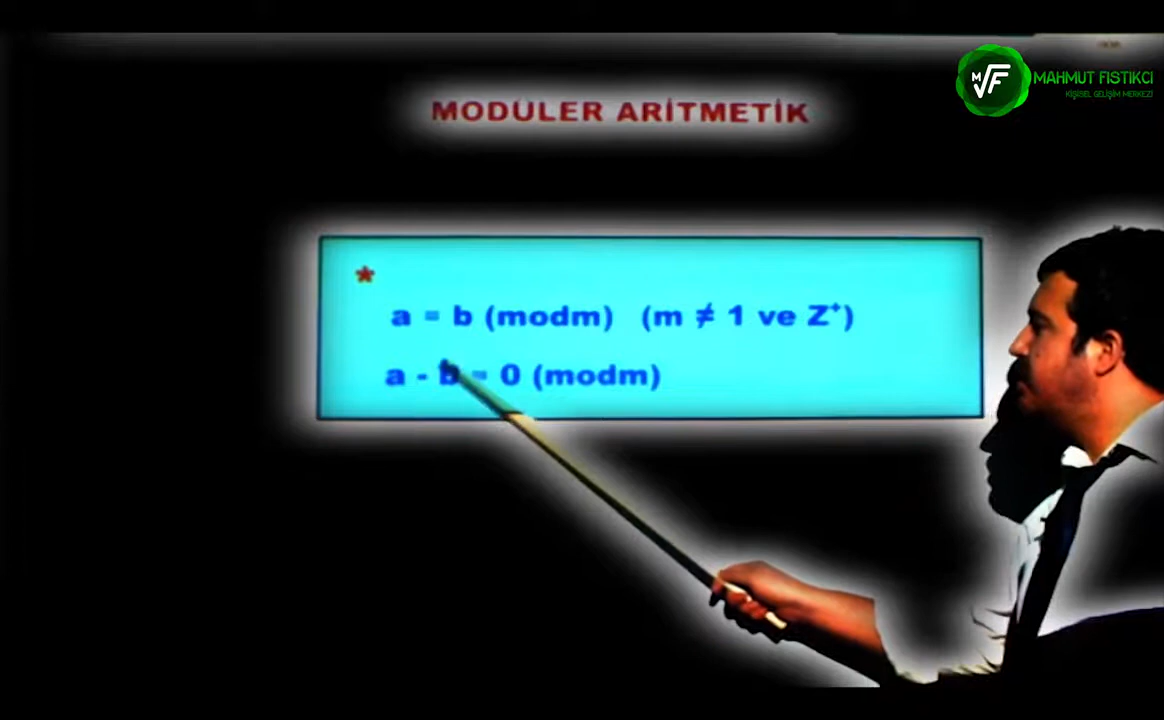 MAHMUT FISTIKCI
KİŞİSEL GELİŞİM MERKEZİ
MODÜLER ARİTMETİK
*
a = b (modm) (m ≠ 1 ve Z⁺)
a - b = 0 (modm)